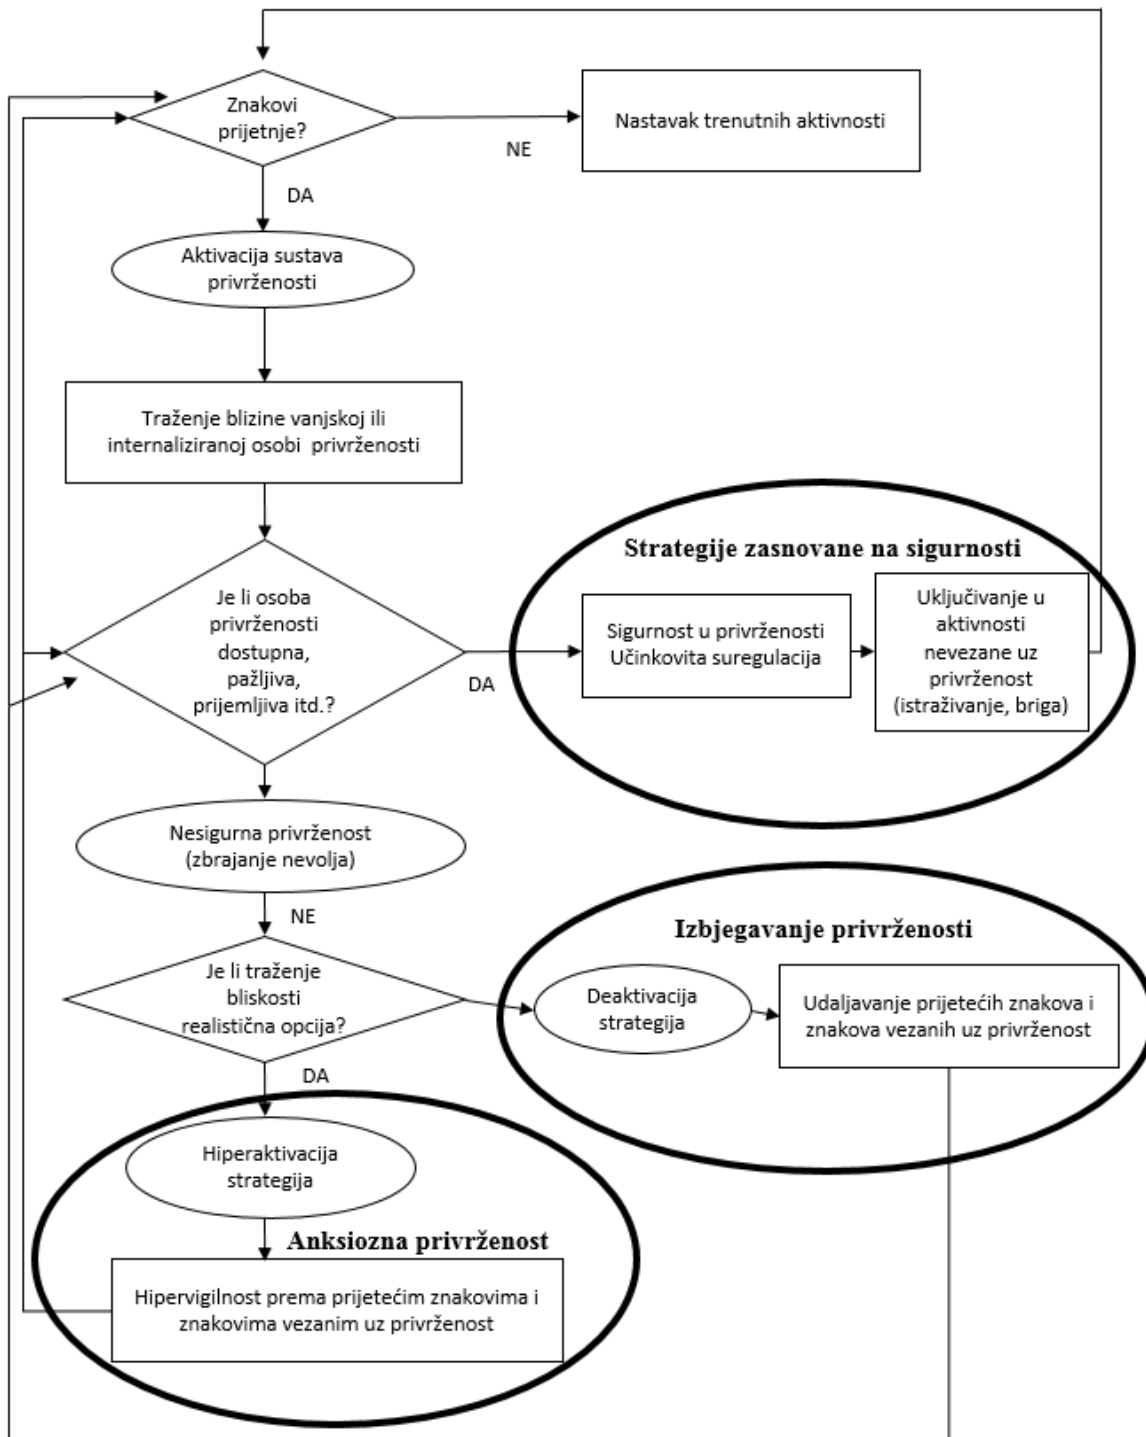 Znakovi
prijetnje?
Nastavak trenutnih aktivnosti
NE
DA
Aktivacija sustava
privrženosti
Traženje blizine vanjskoj ili
internaliziranoj osobi privrženosti
Strategije zasnovane na sigurnosti
Je li osoba
privrženosti
dostupna,
pažljiva,
prijemljiva itd.?
DA
Sigurnost u privrženosti
Učinkovita suregulacija
Uključivanje u
aktivnosti
nevezane uz
privrženost
(istraživanje, briga)
Nesigurna privrženost
(zbrajanje nevolja)
NE
Izbjegavanje privrženosti
Je li traženje
bliskosti
realistična opcija?
Deaktivacija
strategija
Udaljavanje prijetećih znakova i
znakova vezanih uz privrženost
DA
Hiperaktivacija
strategija
Anksiozna privrženost
Hipervigilnost prema prijetećim znakovima i
znakovima vezanim uz privrženost